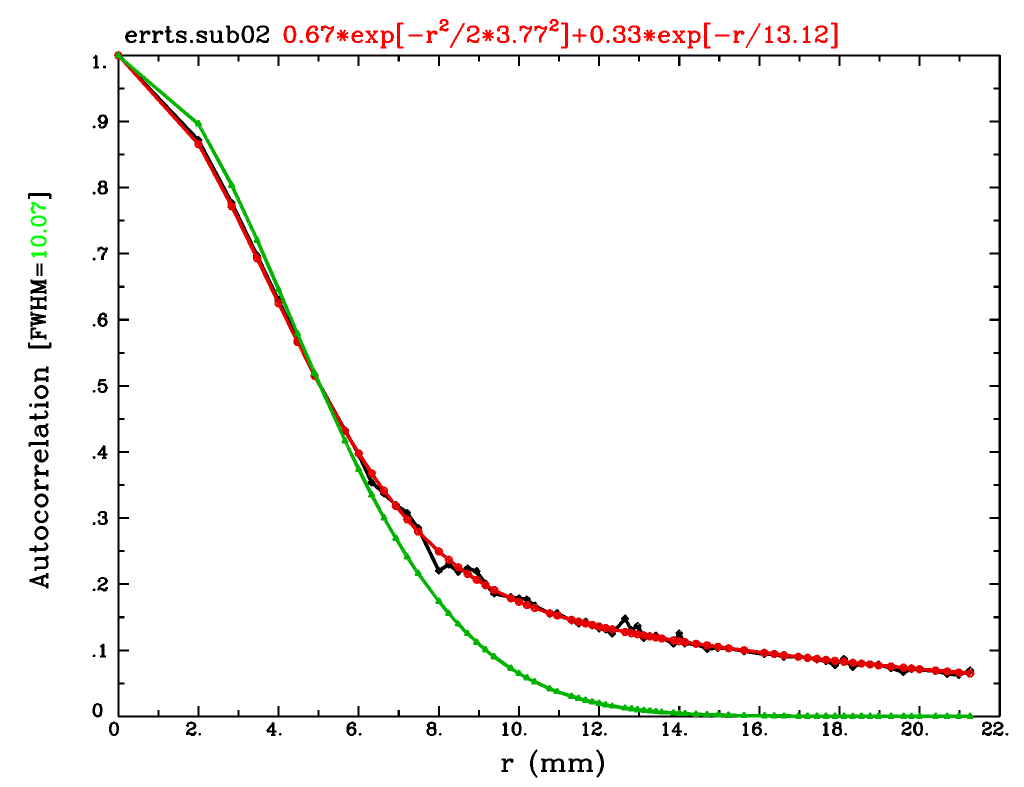 errts.sub02 0.67*exp[-r²/2*3.77²]+0.33*exp[-r/13.12]
1.
.9
.8
.7
.6
.5
.4
.3
.2
.1
0
Autocorrelation [FWHM=10.07]
0 2. 4. 6. 8. 10. 12. 14. 16. 18. 20. 22.
r (mm)